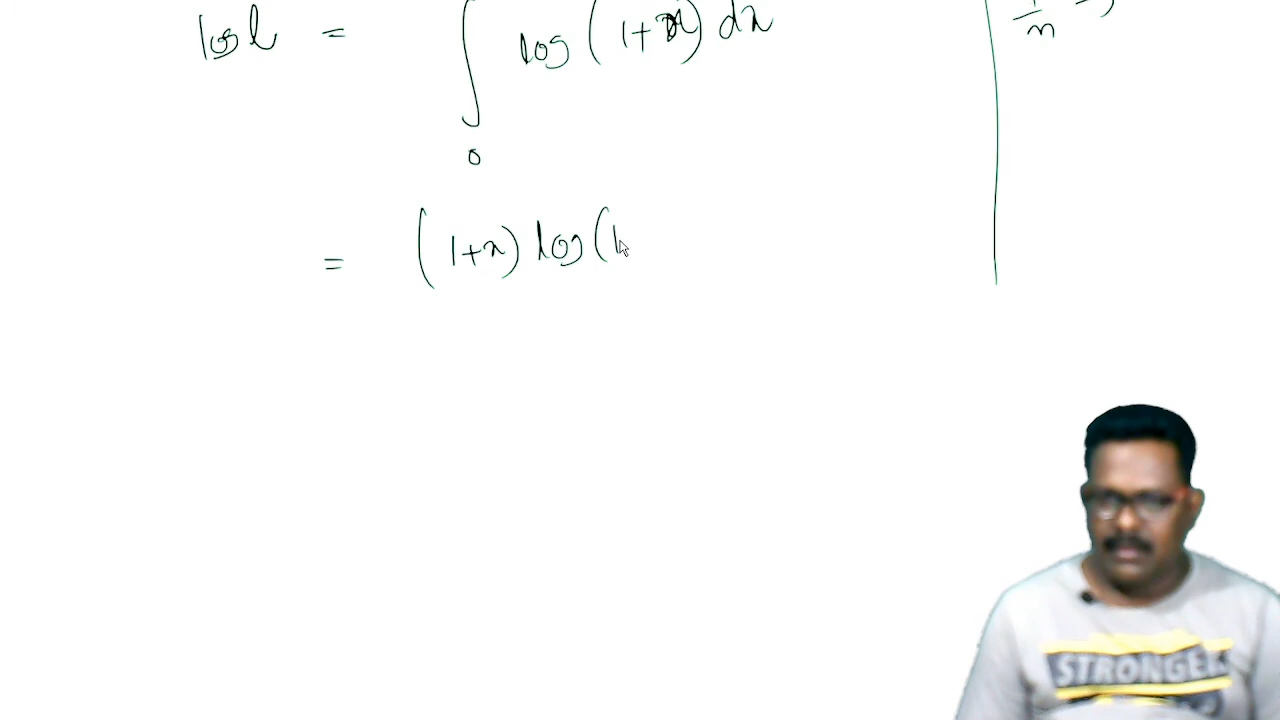 log l = ∫ log (1+x) dx
0
= (1+x) log(1
n
STRONGER